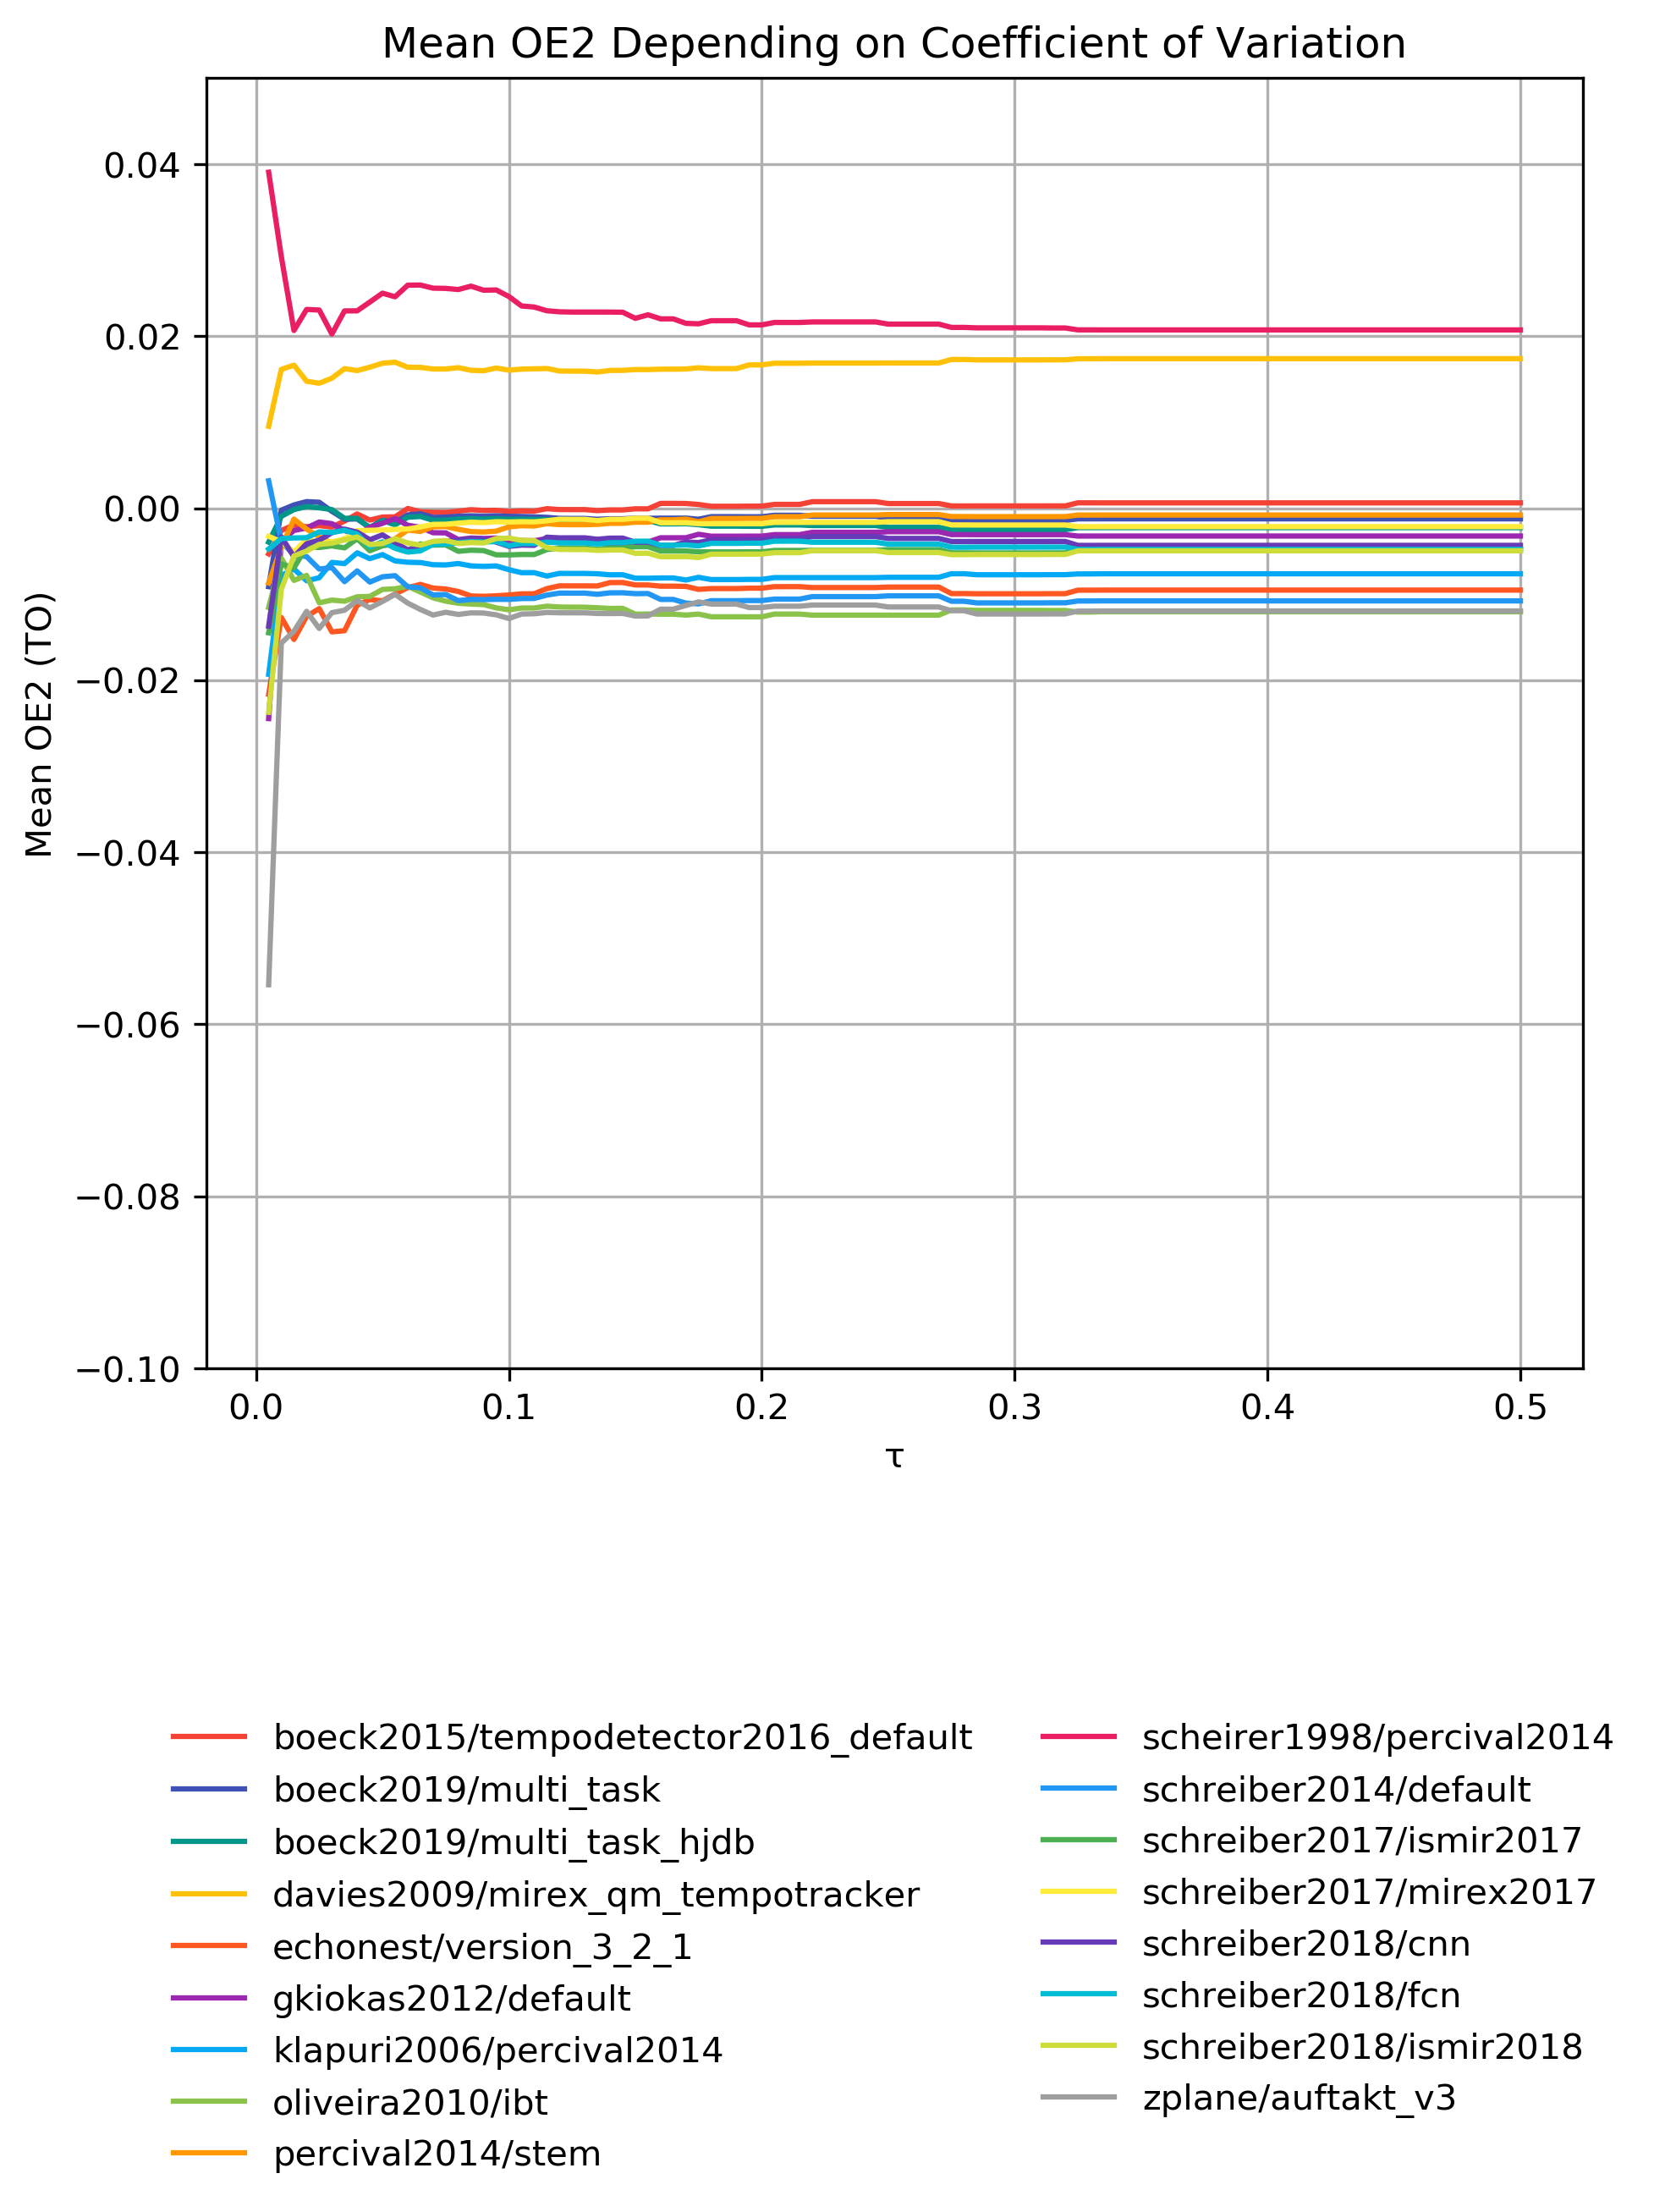 Mean OE2 Depending on Coefficient of Variation
Mean OE2 (TO)
0.04
0.02
0.00
−0.02
−0.04
−0.06
−0.08
−0.10
0.0 0.1 0.2 0.3 0.4 0.5
τ
boeck2015/tempodetector2016_default
boeck2019/multi_task
boeck2019/multi_task_hjdb
davies2009/mirex_qm_tempotracker
echonest/version_3_2_1
gkiokas2012/default
klapuri2006/percival2014
oliveira2010/ibt
percival2014/stem
scheirer1998/percival2014
schreiber2014/default
schreiber2017/ismir2017
schreiber2017/mirex2017
schreiber2018/cnn
schreiber2018/fcn
schreiber2018/ismir2018
zplane/auftakt_v3